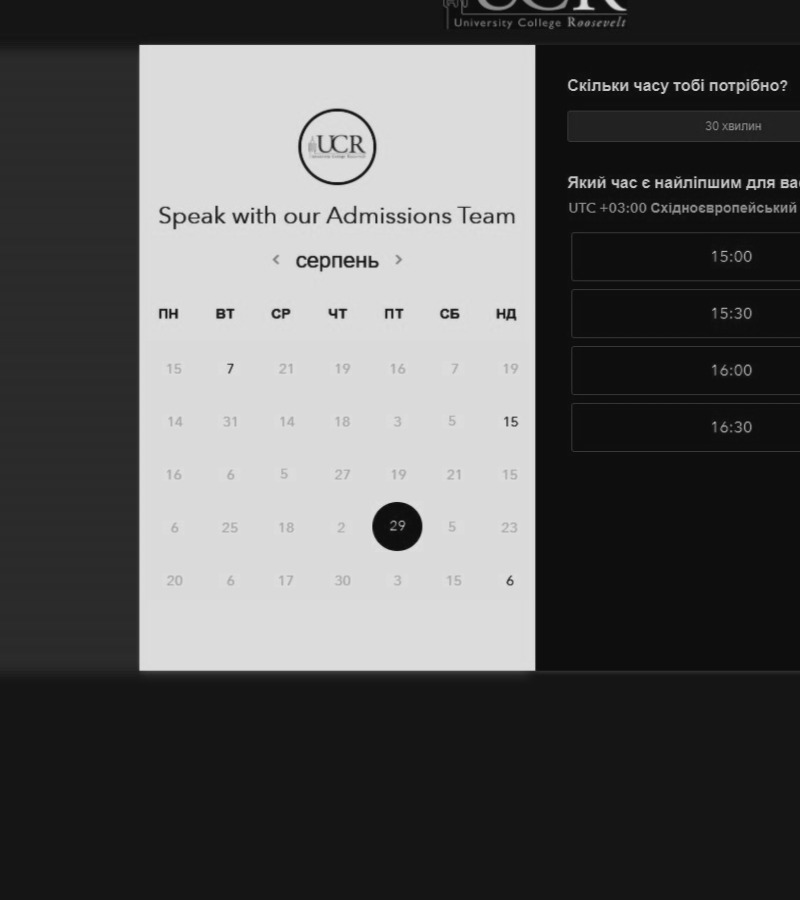 UCR
University College Roosevelt
UCR
Speak with our Admissions Team
< серпень >
ПН ВТ СР ЧТ ПТ СБ НД
15 7 21 19 16 7 19
14 31 14 18 3 5 15
16 6 5 27 19 21 15
6 25 18 2 29 5 23
20 6 17 30 3 15 6
Скільки часу тобі потрібно?
30 хвилин
Який час є найліпшим для
UTC +03:00 Східноєвропейський
15:00
15:30
16:00
16:30